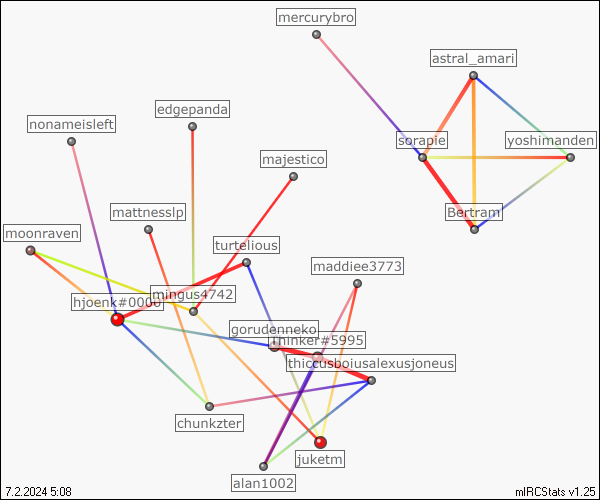 mercurybro
astral_amari
edgepanda
nonameisleft
sorapie
yoshimanden
majestico
mattnesslp
Bertram
moonraven
turtelious
maddiee3773
mingus4742
hjoenk#0000
gorudenneko
thinker#5995
thiccusboiusalexusjoneus
chunkzter
juketm
alan1002
7.2.2024 5:08
mIRCStats v1.25